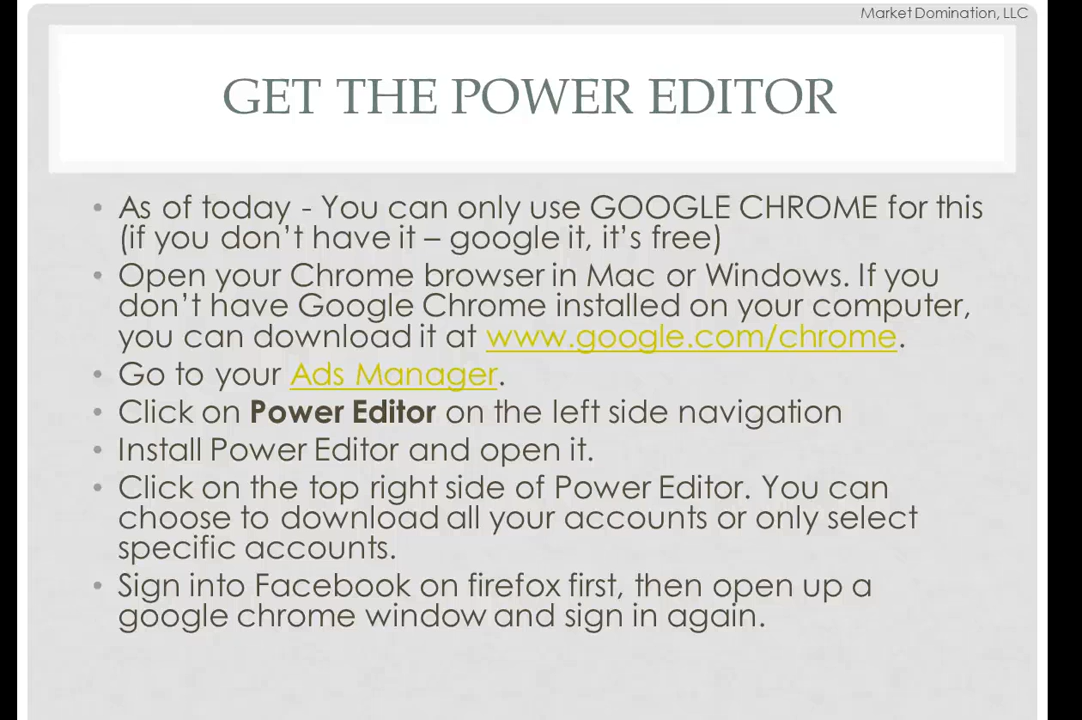 Market Domination, LLC
GET THE POWER EDITOR
• As of today - You can only use GOOGLE CHROME for this
(if you don't have it – google it, it's free)
• Open your Chrome browser in Mac or Windows. If you
don't have Google Chrome installed on your computer,
you can download it at www.google.com/chrome.
• Go to your Ads Manager.
• Click on Power Editor on the left side navigation
• Install Power Editor and open it.
• Click on the top right side of Power Editor. You can
choose to download all your accounts or only select
specific accounts.
• Sign into Facebook on firefox first, then open up a
google chrome window and sign in again.